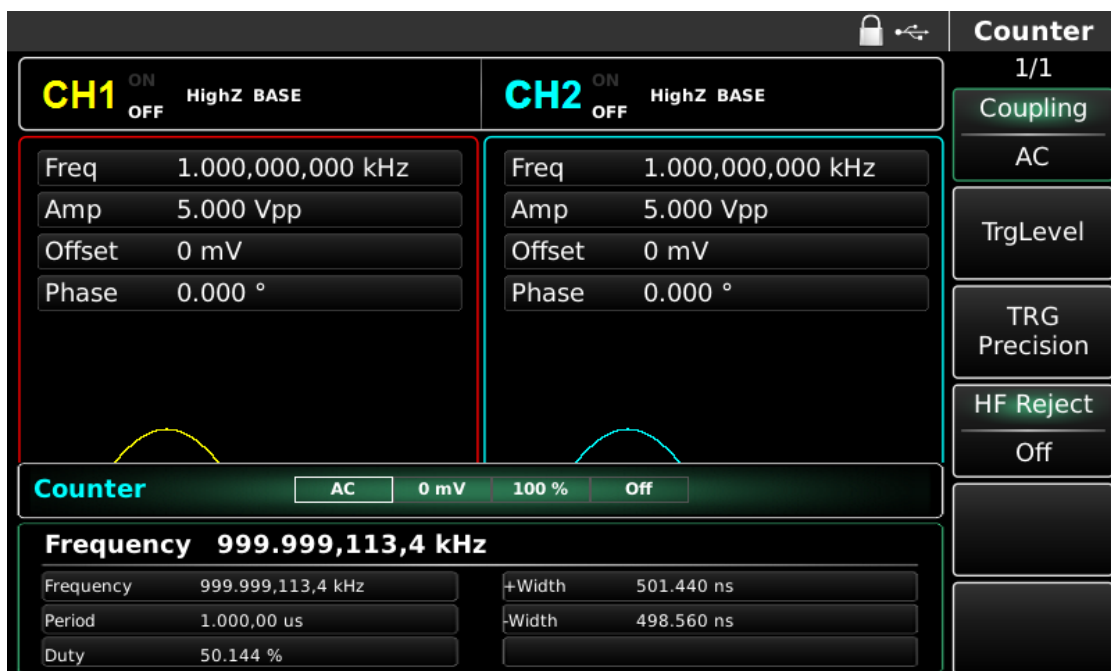 Counter
1/1
CH1 ON OFF HighZ BASE
CH2 ON OFF HighZ BASE
Freq 1.000,000,000 kHz
Amp 5.000 Vpp
Offset 0 mV
Phase 0.000 °
Freq 1.000,000,000 kHz
Amp 5.000 Vpp
Offset 0 mV
Phase 0.000 °
Coupling
AC
TrgLevel
TRG
Precision
HF Reject
Off
Counter AC 0 mV 100 % Off
Frequency 999.999,113,4 kHz
Frequency 999.999,113,4 kHz
Period 1.000,00 us
Duty 50.144 %
+Width 501.440 ns
-Width 498.560 ns